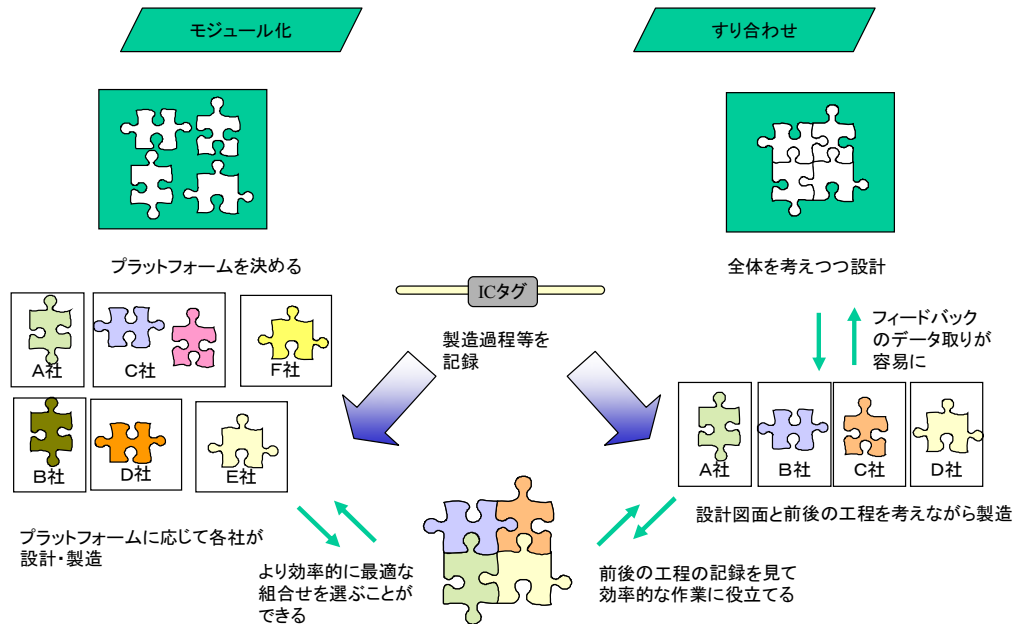 モジュール化
すり合わせ
プラットフォームを決める
全体を考えつつ設計
ICタグ
製造過程等を
記録
フィードバック
のデータ取りが
容易に
A社
C社
F社
B社
D社
E社
A社
B社
C社
D社
プラットフォームに応じて各社が
設計・製造
設計図面と前後の工程を考えながら製造
より効率的に最適な
組合せを選ぶことが
できる
前後の工程の記録を見て
効率的な作業に役立てる